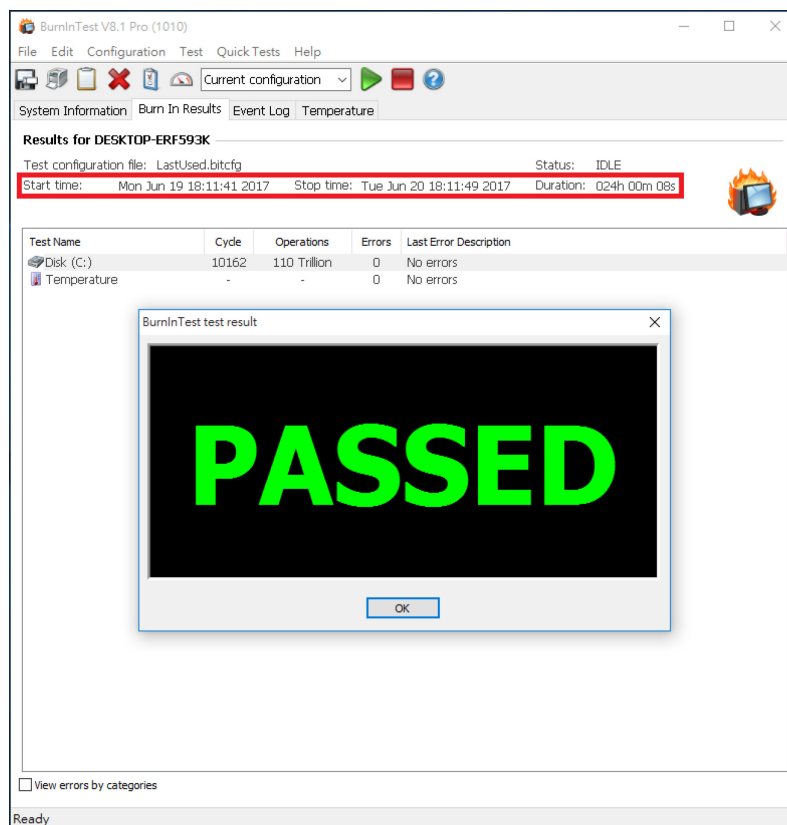 BurnInTest V8.1 Pro (1010)
File Edit Configuration Test Quick Tests Help
Current configuration
System Information Burn In Results Event Log Temperature
Results for DESKTOP-ERF593K
Test configuration file: LastUsed.bitcfg Status: IDLE
Start time: Mon Jun 19 18:11:41 2017 Stop time: Tue Jun 20 18:11:49 2017 Duration: 024h 00m 08s
Test Name Cycle Operations Errors Last Error Description
Disk (C:) 10162 110 Trillion 0 No errors
Temperature - - 0 No errors
BurnInTest test result
PASSED
OK
View errors by categories
Ready